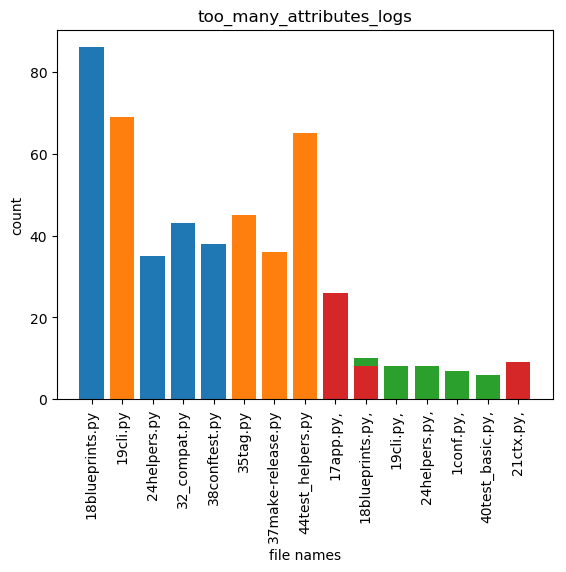 too_many_attributes_logs
count
80
60
40
20
0
18blueprints.py
19cli.py
24helpers.py
32_compat.py
38conftest.py
35tag.py
37make-release.py
44test_helpers.py
17app.py,
18blueprints.py,
19cli.py,
24helpers.py,
1conf.py,
40test_basic.py,
21ctx.py,
file names